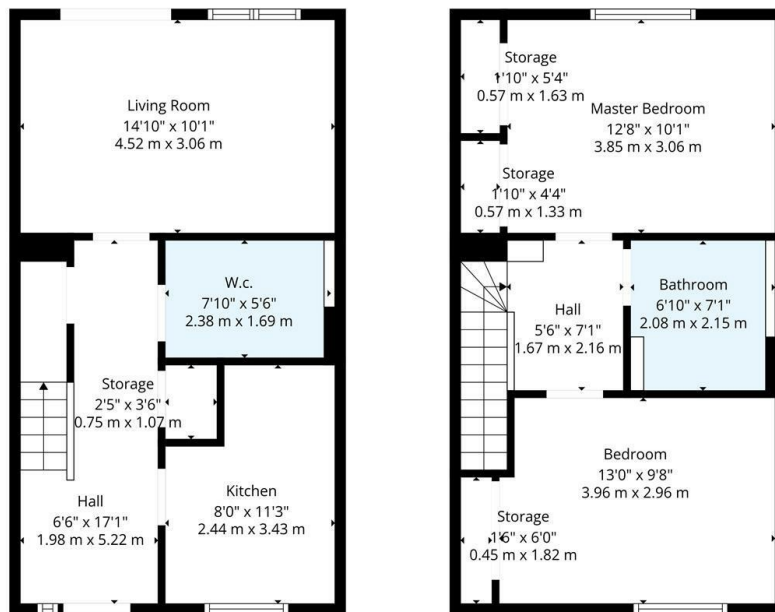 Living Room
14'10" x 10'1"
4.52 m x 3.06 m
W.c.
7'10" x 5'6"
2.38 m x 1.69 m
Storage
2'5" x 3'6"
0.75 m x 1.07 m
Hall
6'6" x 17'1"
1.98 m x 5.22 m
Kitchen
8'0" x 11'3"
2.44 m x 3.43 m
Storage
1'10" x 5'4"
0.57 m x 1.63 m
Master Bedroom
12'8" x 10'1"
3.85 m x 3.06 m
Storage
1'10" x 4'4"
0.57 m x 1.33 m
Hall
5'6" x 7'1"
1.67 m x 2.16 m
Bathroom
6'10" x 7'1"
2.08 m x 2.15 m
Bedroom
13'0" x 9'8"
3.96 m x 2.96 m
Storage
1'6" x 6'0"
0.45 m x 1.82 m